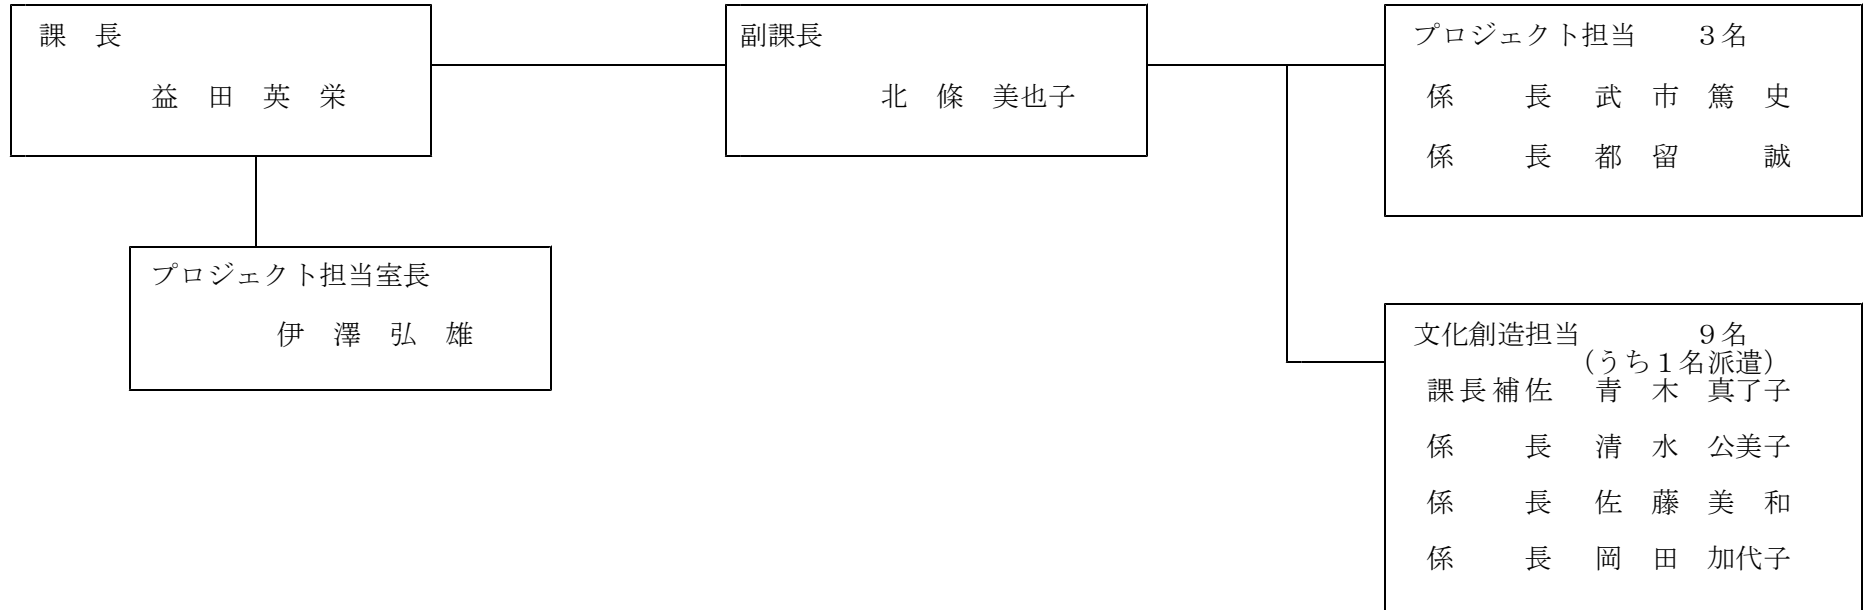 課　長
益　田　英　栄
プロジェクト担当室長
伊　澤　弘　雄
副課長
北　條　美也子
プロジェクト担当　　３名
係　　長　武　市　篤　史
係　　長　都　留　　　誠
文化創造担当　　　　９名
（うち１名派遣）
課長補佐　青　木　真了子
係　　長　清　水　公美子
係　　長　佐　藤　美　和
係　　長　岡　田　加代子